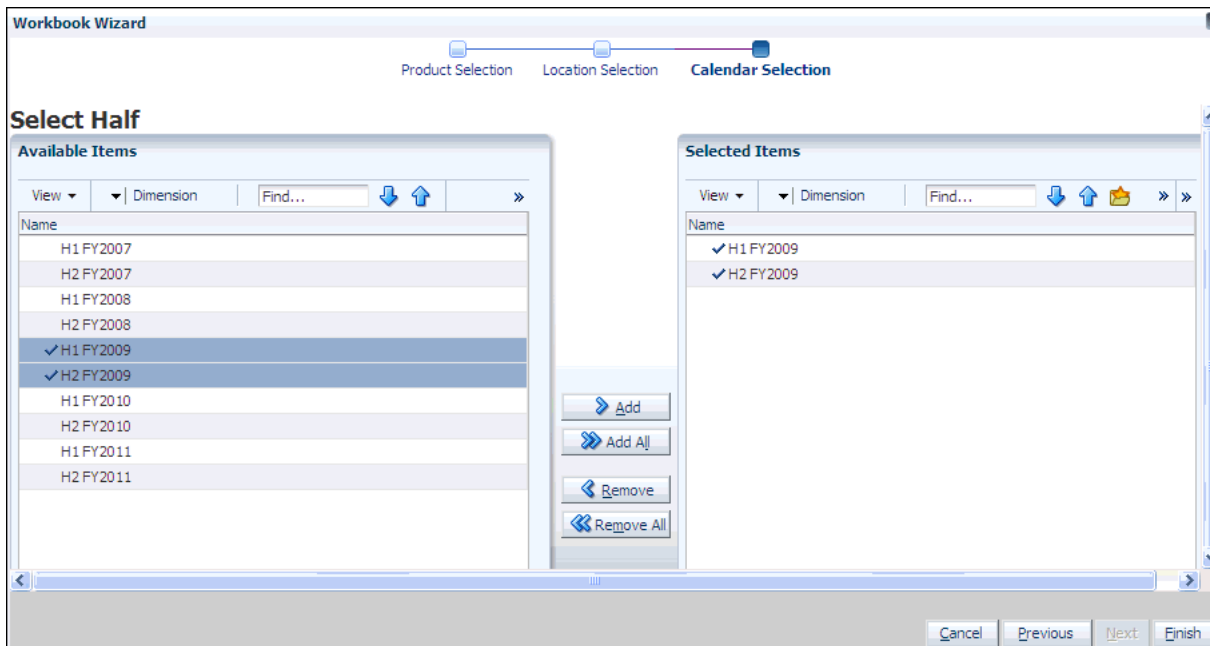 Workbook Wizard
Product Selection Location Selection Calendar Selection
Select Half
Available Items
View Dimension Find... »
Name
H1 FY2007
H2 FY2007
H1 FY2008
H2 FY2008
H1 FY2009
H2 FY2009
H1 FY2010
H2 FY2010
H1 FY2011
H2 FY2011
Add
Add All
Remove
Remove All
Selected Items
View Dimension Find... » »
Name
H1 FY2009
H2 FY2009
Cancel Previous Next Finish